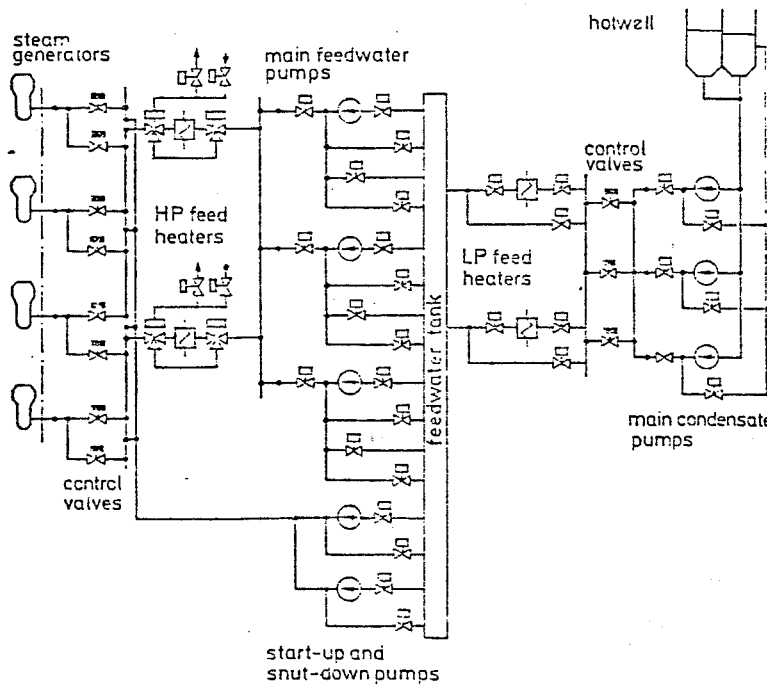 steam
generators
main feedwater
pumps
hotwell
control
valves
HP feed
heaters
LP feed
heaters
feedwater tank
main condensate
pumps
control
valves
start-up and
snut-down pumps